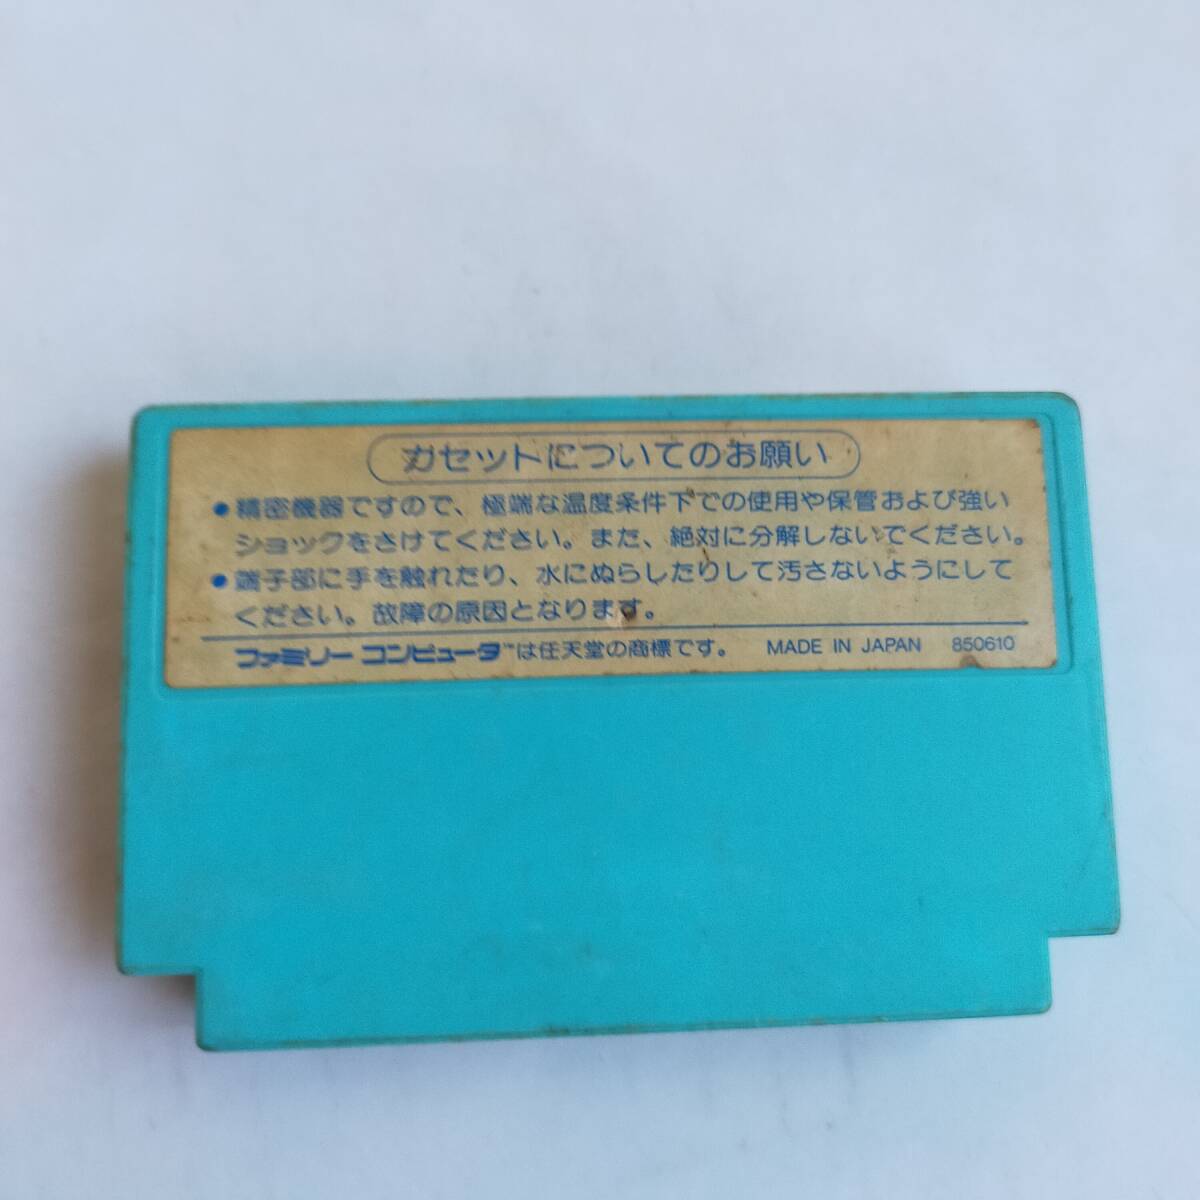 カセットについてのお願い
●精密機器ですので、極端な温度条件下での使用や保管および強い
ショックをさけてください。また、絶対に分解しないでください。
●端子部に手を触れたり、水にぬらしたりして汚さないようにして
ください。故障の原因となります。
ファミリーコンピュータ™は任天堂の商標です。 MADE IN JAPAN 850610